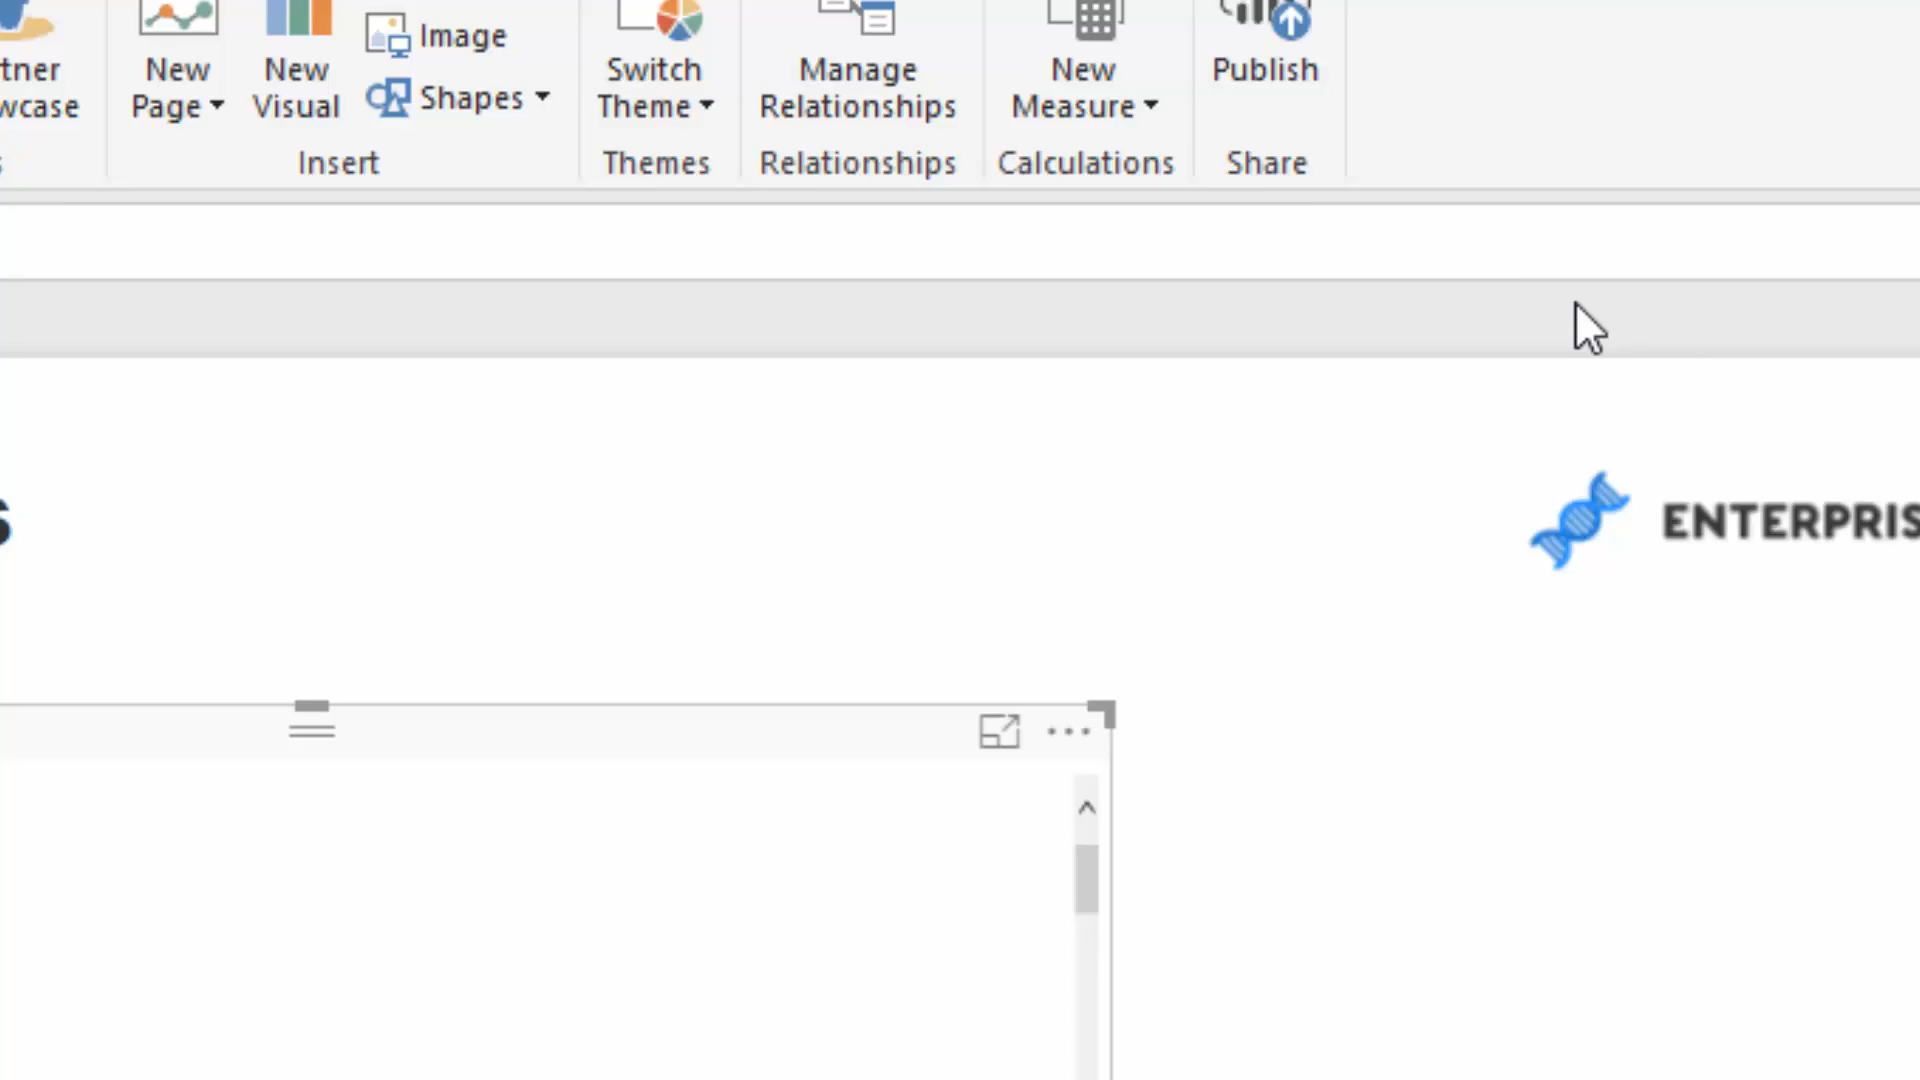 Image
tner
wcase
New
Page
New
Visual
Shapes
Switch
Theme
Manage
Relationships
New
Measure
Publish
Insert
Themes
Relationships
Calculations
Share
S
ENTERPRIS